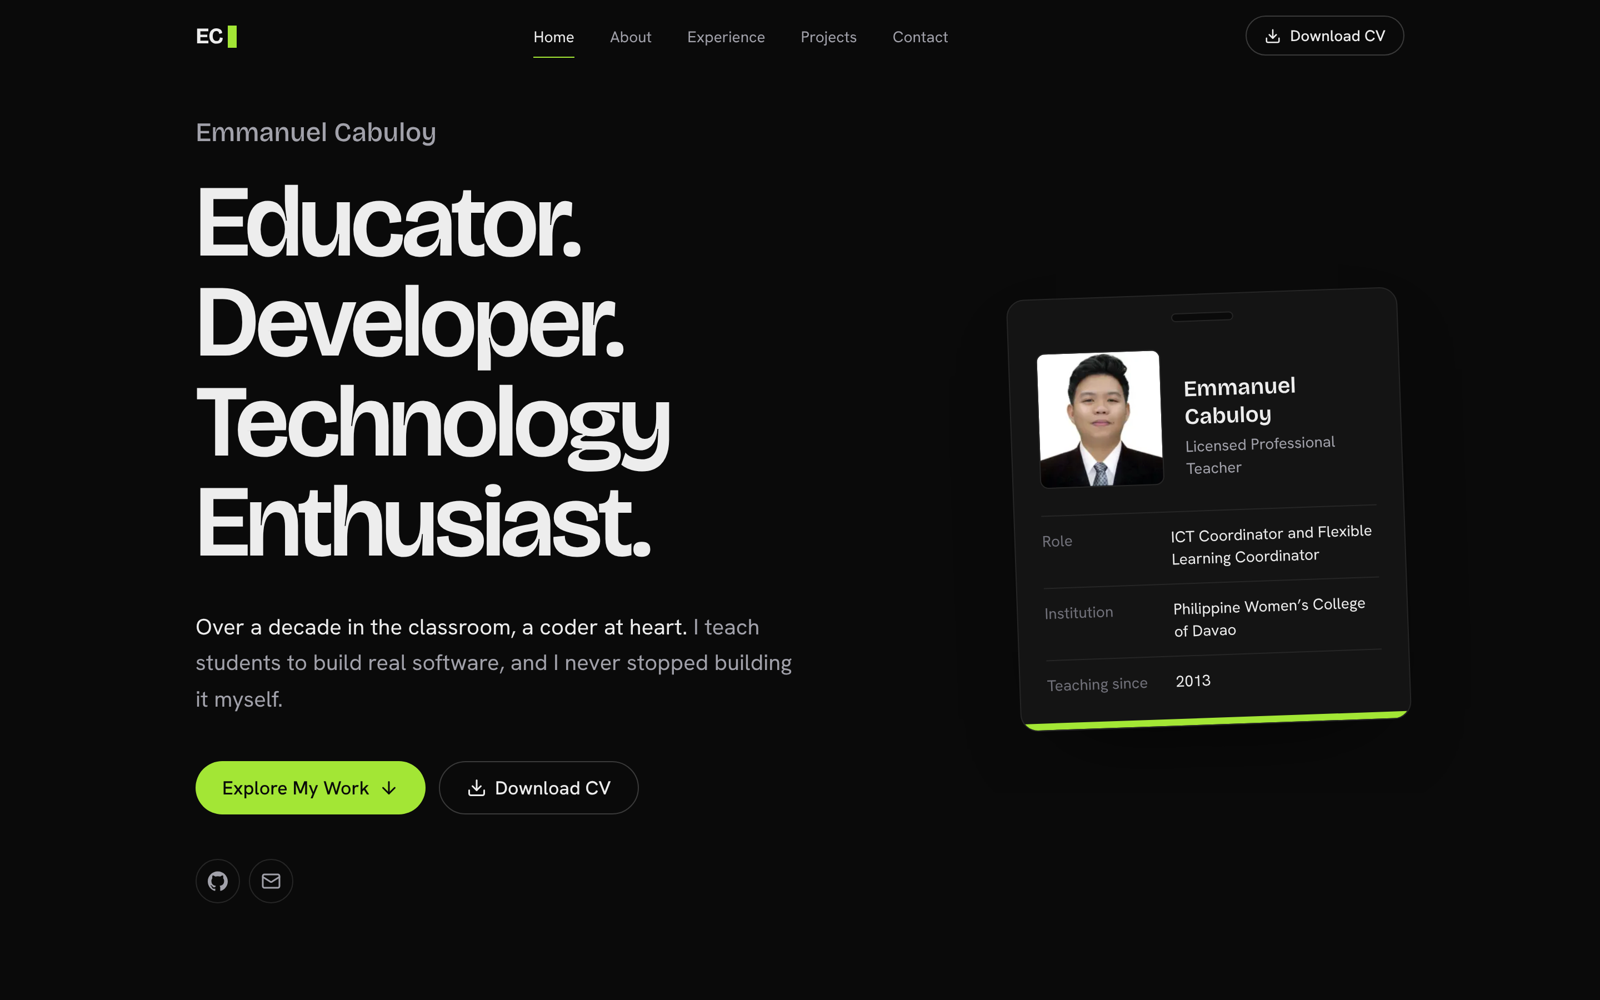 EC
Home
About
Experience
Projects
Contact
Download CV
Emmanuel Cabuloy
Educator.
Developer.
Technology
Enthusiast.
Over a decade in the classroom, a coder at heart. I teach
students to build real software, and I never stopped building
it myself.
Explore My Work
Download CV
Emmanuel
Cabuloy
Licensed Professional
Teacher
Role
ICT Coordinator and Flexible
Learning Coordinator
Institution
Philippine Women’s College
of Davao
Teaching since
2013